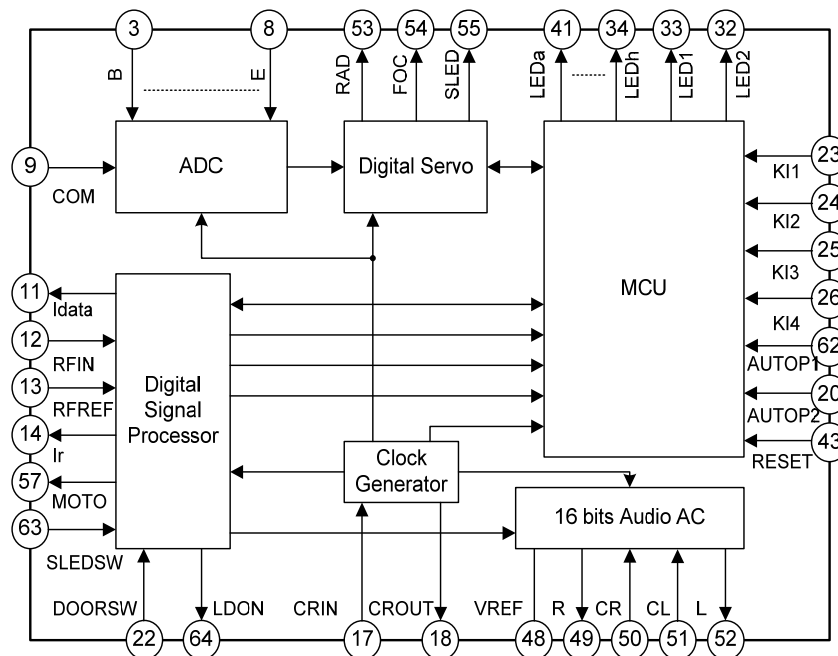 3 8 53 54 55 41 34 33 32
B E RAD FOC SLED LEDa LEDh LED1 LED2
9
COM
ADC
Digital Servo
MCU
23
KI1
24
KI2
25
KI3
26
KI4
62
AUTOP1
20
AUTOP2
43
RESET
11
Idata
12
RFIN
13
RFREF
14
Ir
57
MOTO
63
SLEDSW
Digital
Signal
Processor
Clock
Generator
16 bits Audio AC
DOORSW LDON CRIN CROUT VREF R CR CL L
22 64 17 18 48 49 50 51 52